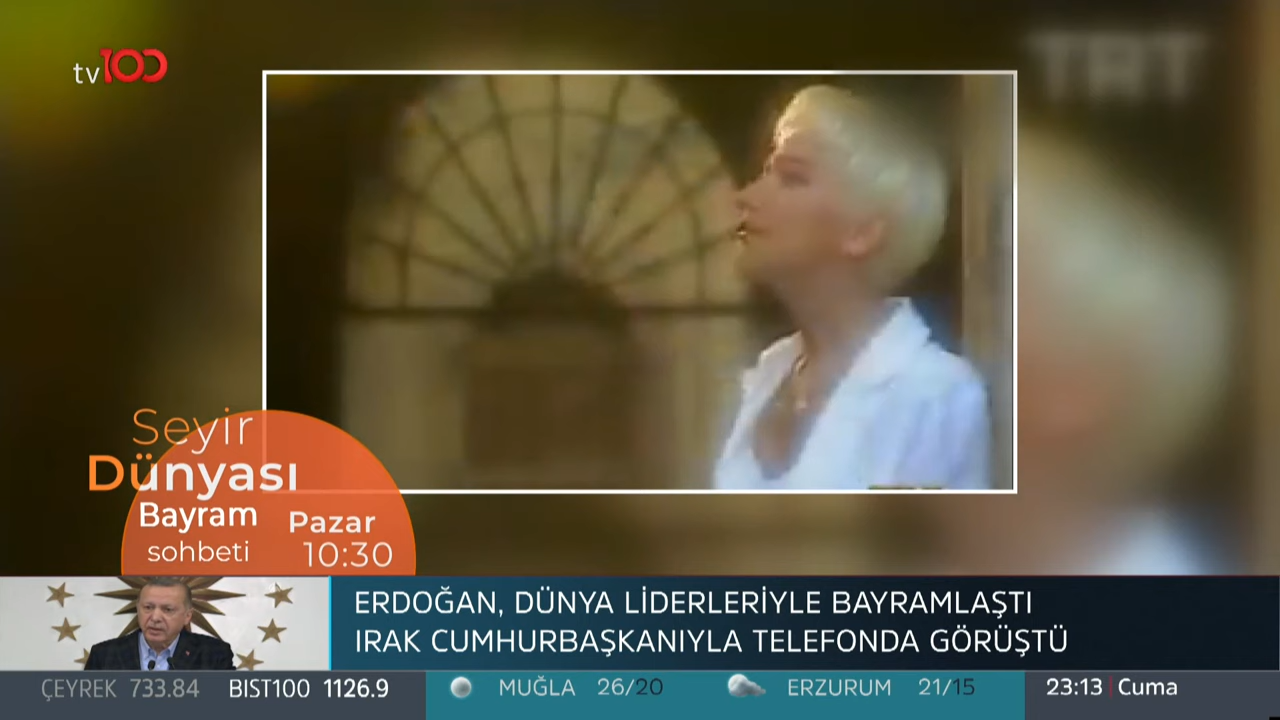 tv100
TRT
Seyir
Dünyası
Bayram
sohbeti
Pazar
10:30
ERDOĞAN, DÜNYA LİDERLERİYLE BAYRAMLAŞTI
IRAK CUMHURBAŞKANIYLA TELEFONDA GÖRÜŞTÜ
ÇEYREK 733.84 BIST100 1126.9 MUĞLA 26/20 ERZURUM 21/15 23:13 Cuma